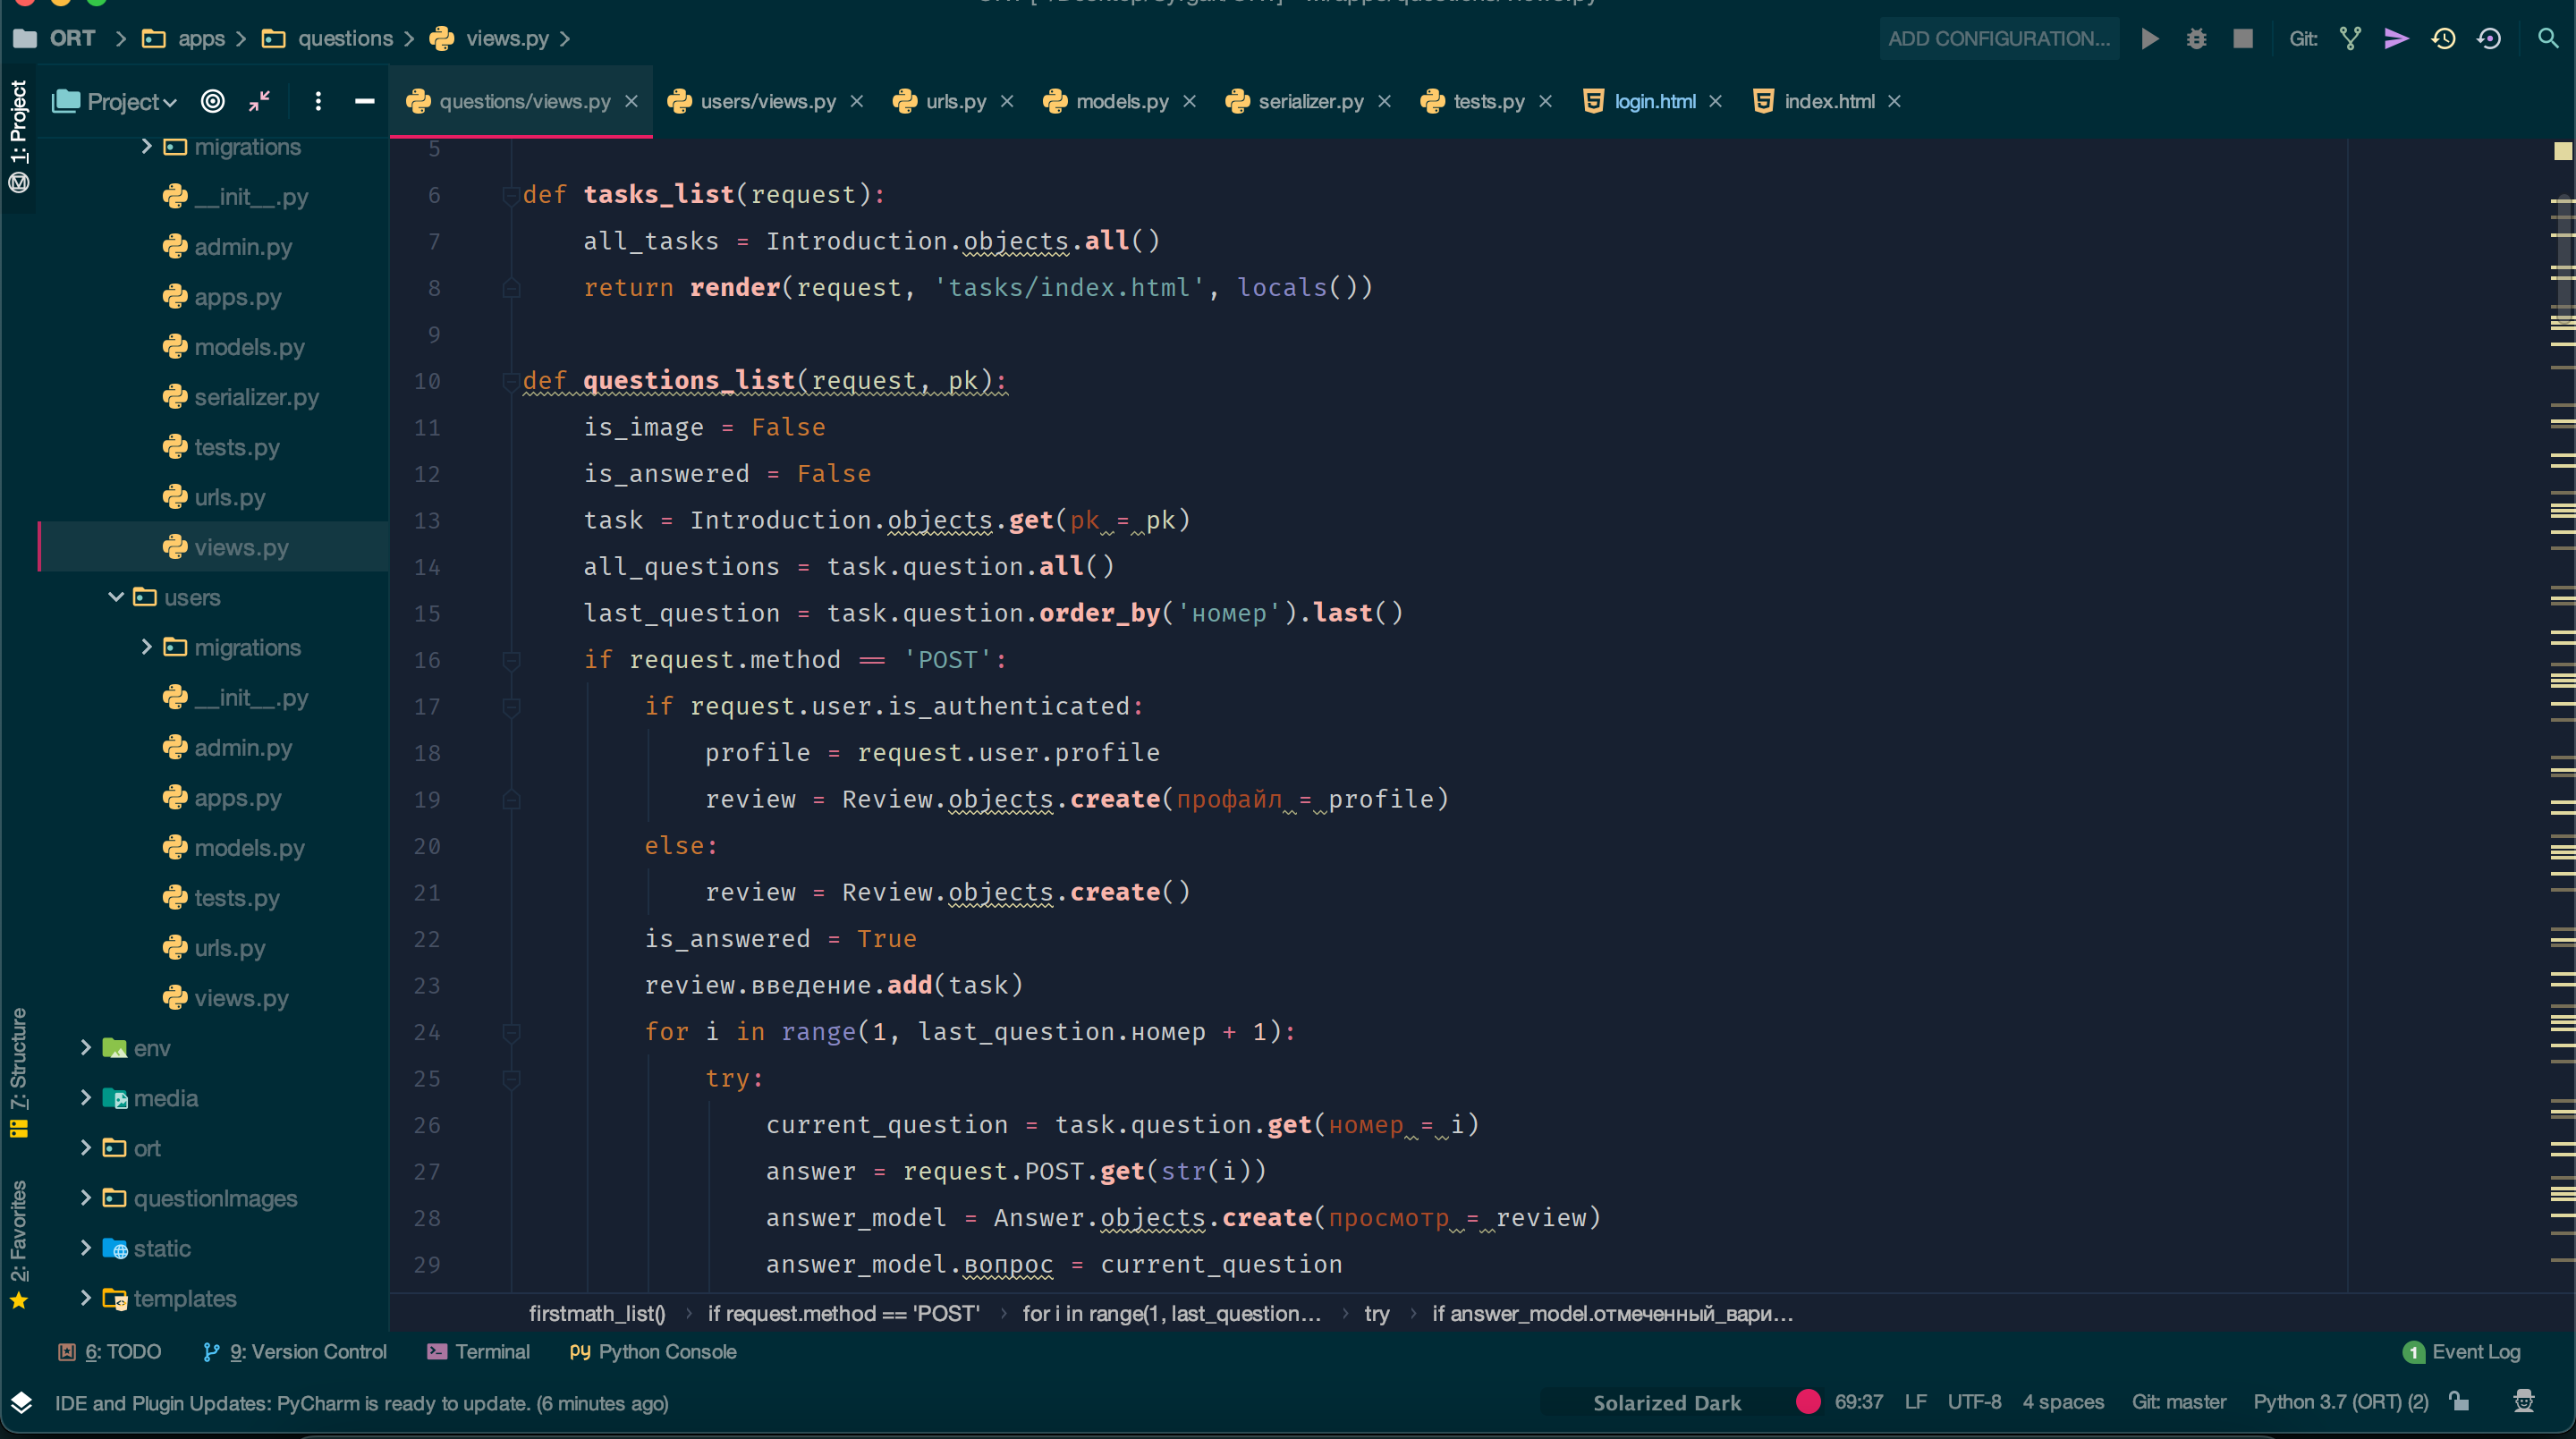 ORT apps questions views.py ADD CONFIGURATION... Git:
1: Project
Project questions/views.py users/views.py urls.py models.py serializer.py tests.py login.html index.html
migrations
__init__.py
admin.py
apps.py
models.py
serializer.py
tests.py
urls.py
views.py
users
migrations
__init__.py
admin.py
apps.py
models.py
tests.py
urls.py
views.py
env
media
ort
questionImages
static
templates
7: Structure
2: Favorites
5
6 def tasks_list(request):
7 all_tasks = Introduction.objects.all()
8 return render(request, 'tasks/index.html', locals())
9
10 def questions_list(request, pk):
11 is_image = False
12 is_answered = False
13 task = Introduction.objects.get(pk = pk)
14 all_questions = task.question.all()
15 last_question = task.question.order_by('номер').last()
16 if request.method == 'POST':
17 if request.user.is_authenticated:
18 profile = request.user.profile
19 review = Review.objects.create(профайл = profile)
20 else:
21 review = Review.objects.create()
22 is_answered = True
23 review.введение.add(task)
24 for i in range(1, last_question.номер + 1):
25 try:
26 current_question = task.question.get(номер = i)
27 answer = request.POST.get(str(i))
28 answer_model = Answer.objects.create(просмотр = review)
29 answer_model.вопрос = current_question
firstmath_list() if request.method == 'POST' for i in range(1, last_question... try if answer_model.отмеченный_вари...
6: TODO 9: Version Control Terminal Python Console 1 Event Log
IDE and Plugin Updates: PyCharm is ready to update. (6 minutes ago) Solarized Dark 69:37 LF UTF-8 4 spaces Git: master Python 3.7 (ORT) (2)